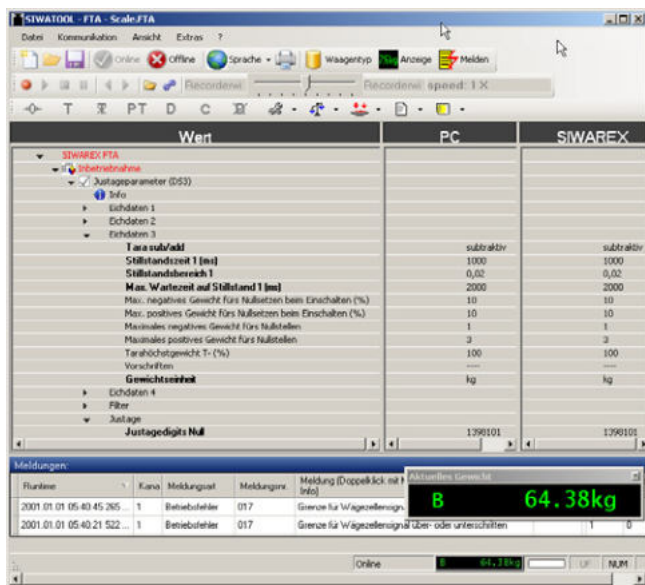 SIWATOOL - FTA - Scale.FTA
Datei Kommunikation Ansicht Extras ?
Online Offline Sprache Waagentyp Anzeige Melden
Recorderwi Recorderwi speed: 1 X
T PT D C
Wert PC SIWAREX
SIWAREX FTA
Inbetriebnahme
Justageparameter (DS3)
Info
Eichdaten 1
Eichdaten 2
Eichdaten 3
Tara sub/add subtraktiv subtraktiv
Stillstandszeit 1 [ms] 1000 1000
Stillstandsbereich 1 0,02 0,02
Max. Wartezeit auf Stillstand 1 [ms] 2000 2000
Max. negatives Gewicht fürs Nullsetzen beim Einschalten (%) 10 10
Max. positives Gewicht fürs Nullsetzen beim Einschalten (%) 10 10
Maximales negatives Gewicht fürs Nullstellen 1 1
Maximales positives Gewicht fürs Nullstellen 3 3
Tarahöchstgewicht T- (%) 100 100
Vorschriften ---- ----
Gewichtseinheit kg kg
Eichdaten 4
Filter
Justage
Justagedigits Null 1398101 1398101
Meldungen:
Runtime Kana Meldungsart Meldungsnr. Meldung (Doppelklick mit
Info)
Aktuelles Gewicht
B 64.38kg
2001.01.01 05:40:45 265 ... 1 Betriebsfehler 017 Grenze für Wägezellensign
2001.01.01 05:40:21 522 ... 1 Betriebsfehler 017 Grenze für Wägezellensignal über- oder unterschritten 1 0
Online B 64.38kg UF NUM